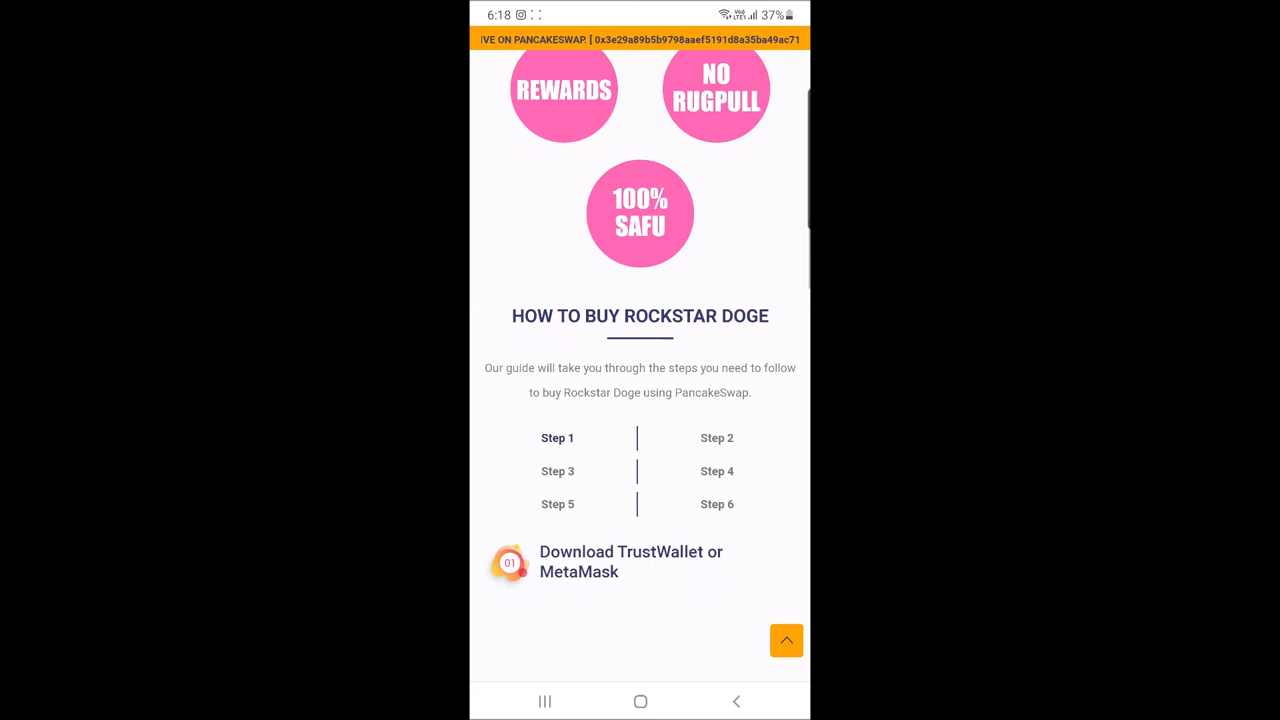 6:18
Vo)) LTE1 37%
IVE ON PANCAKESWAP. [ 0x3e29a89b5b9798aaef5191d8a35ba49ac71
REWARDS
NO
RUGPULL
100%
SAFU
HOW TO BUY ROCKSTAR DOGE
Our guide will take you through the steps you need to follow
to buy Rockstar Doge using PancakeSwap.
Step 1
Step 2
Step 3
Step 4
Step 5
Step 6
01
Download TrustWallet or
MetaMask